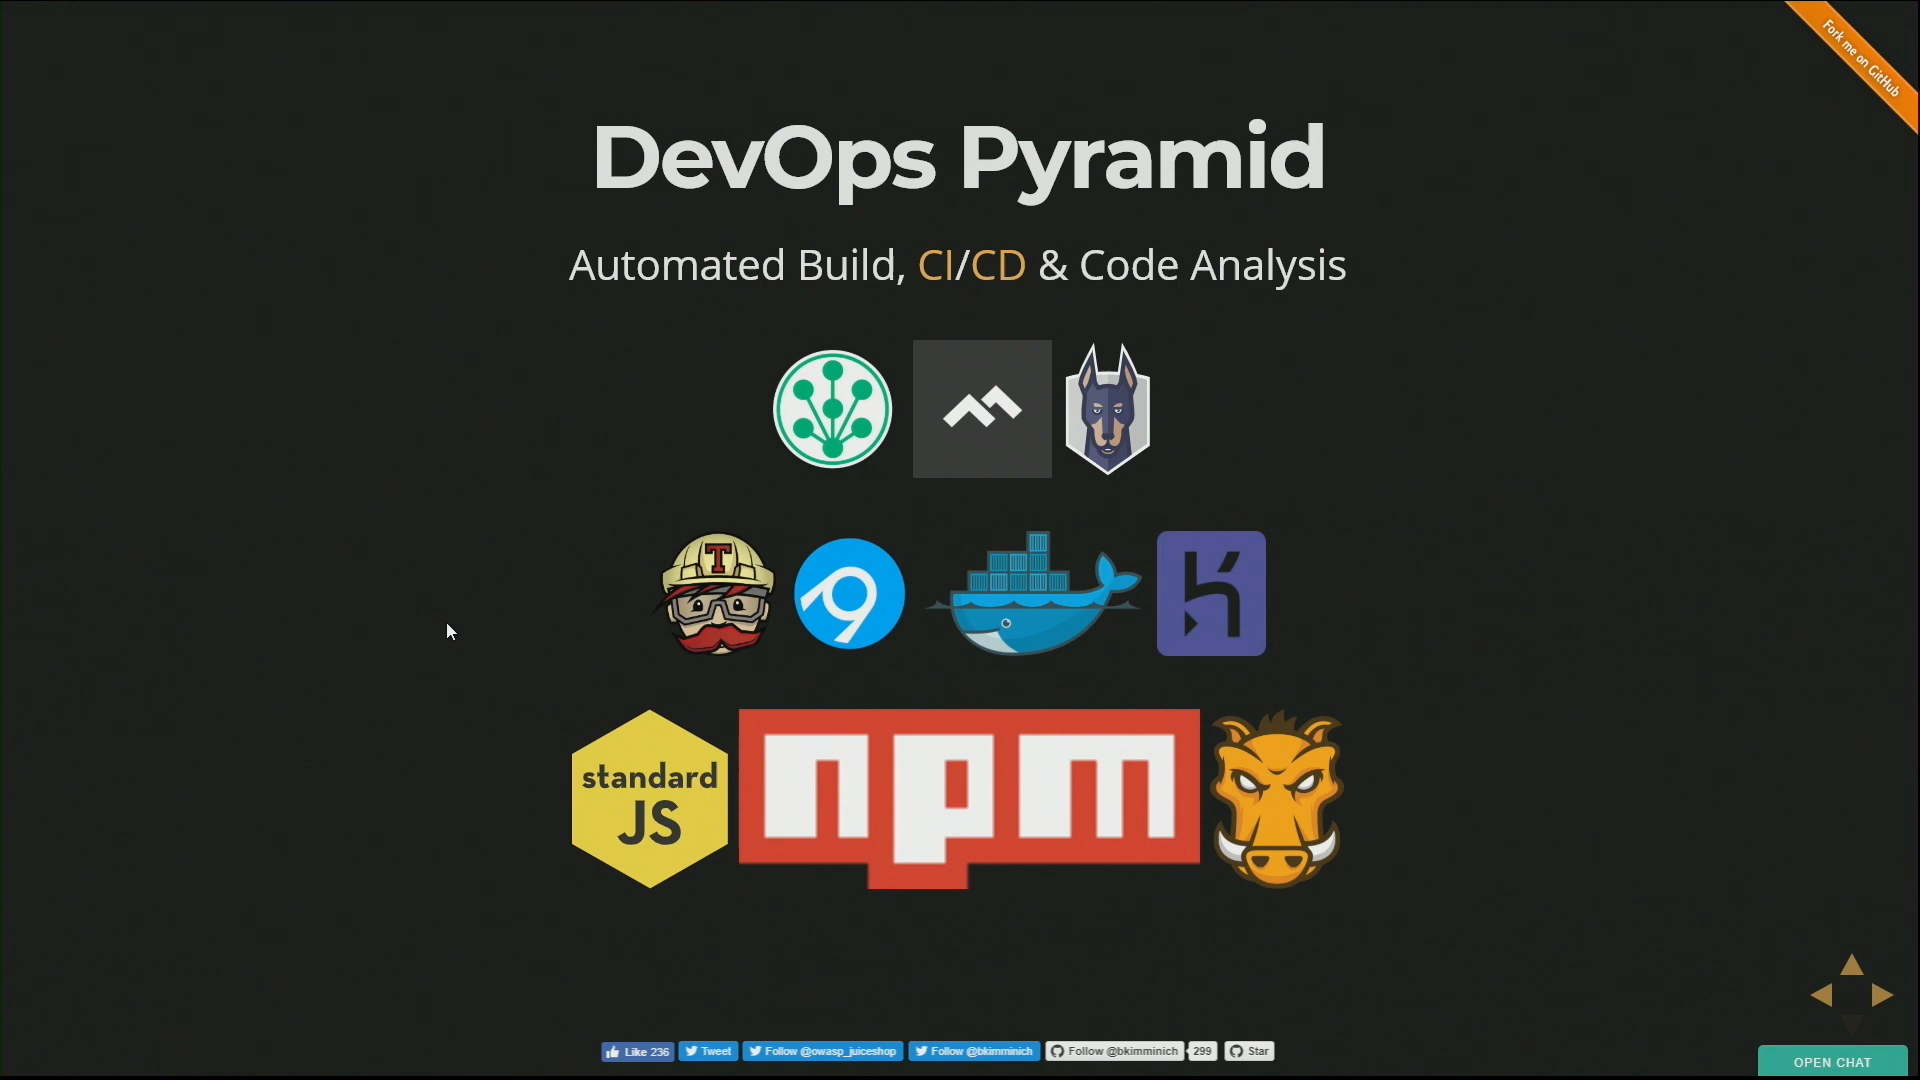 Fork me on GitHub
DevOps Pyramid
Automated Build, CI/CD & Code Analysis
T
standard
JS
npm
Like 236
Tweet
Follow @owasp_juiceshop
Follow @bkimminich
Follow @bkimminich
299
Star
OPEN CHAT